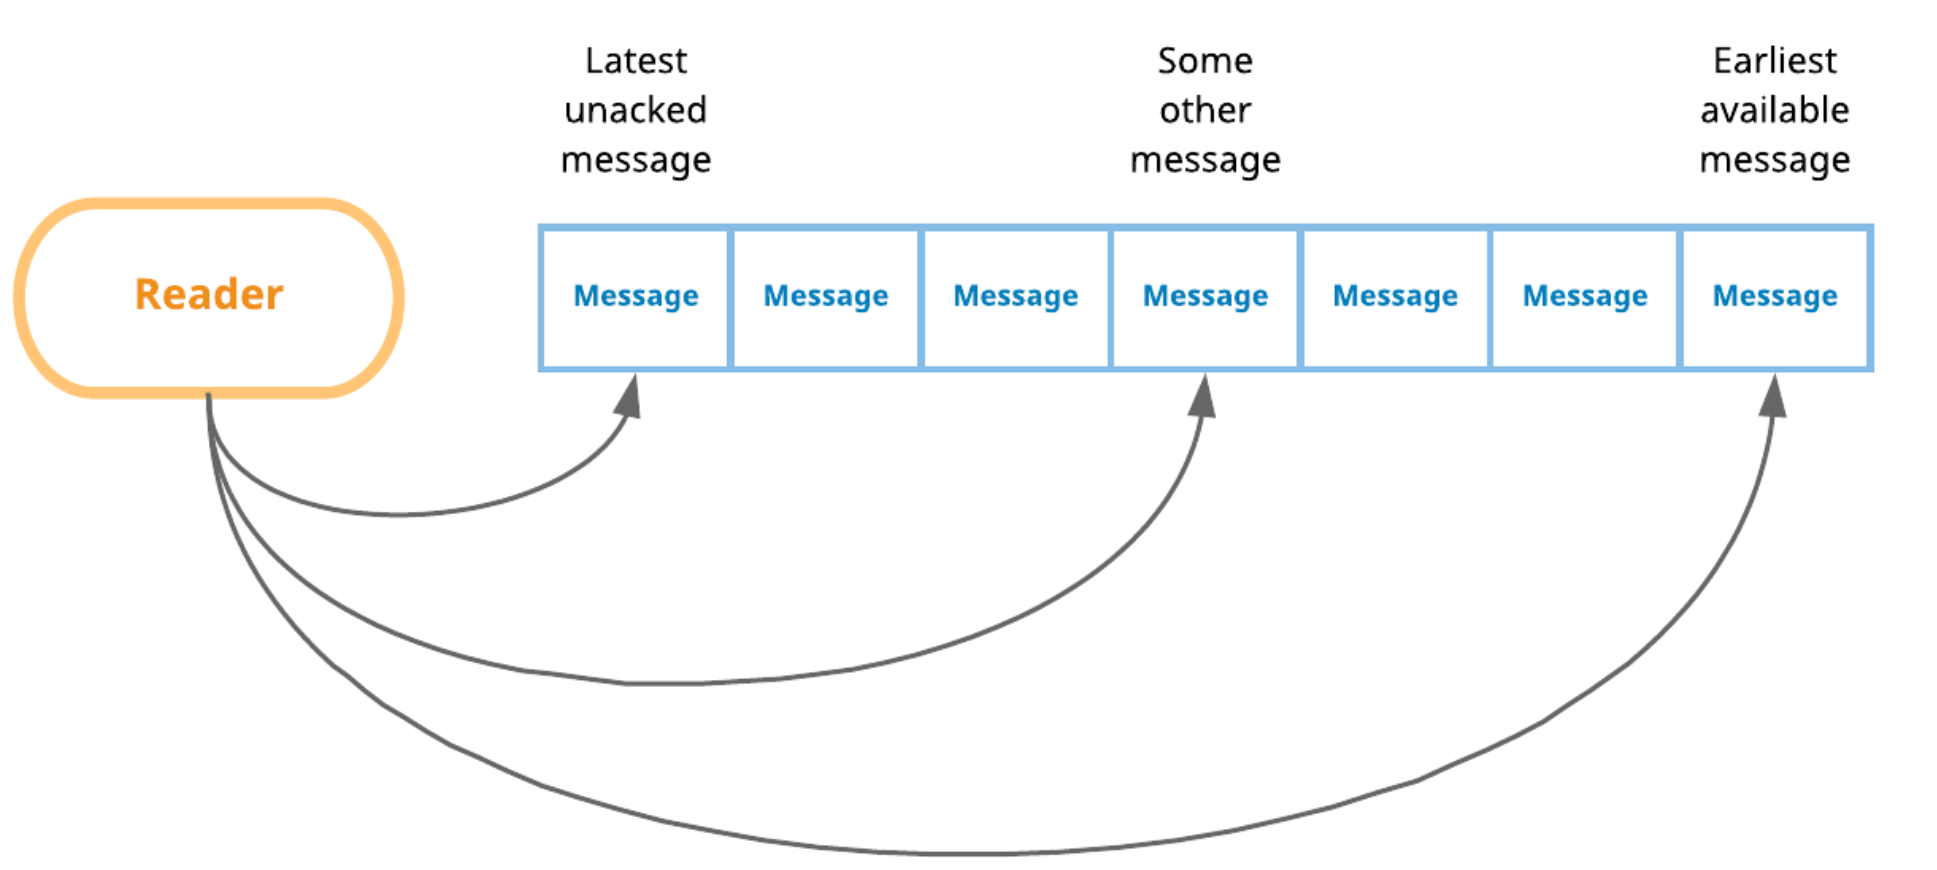 Latest
unacked
message
Some
other
message
Earliest
available
message
Reader
Message
Message
Message
Message
Message
Message
Message